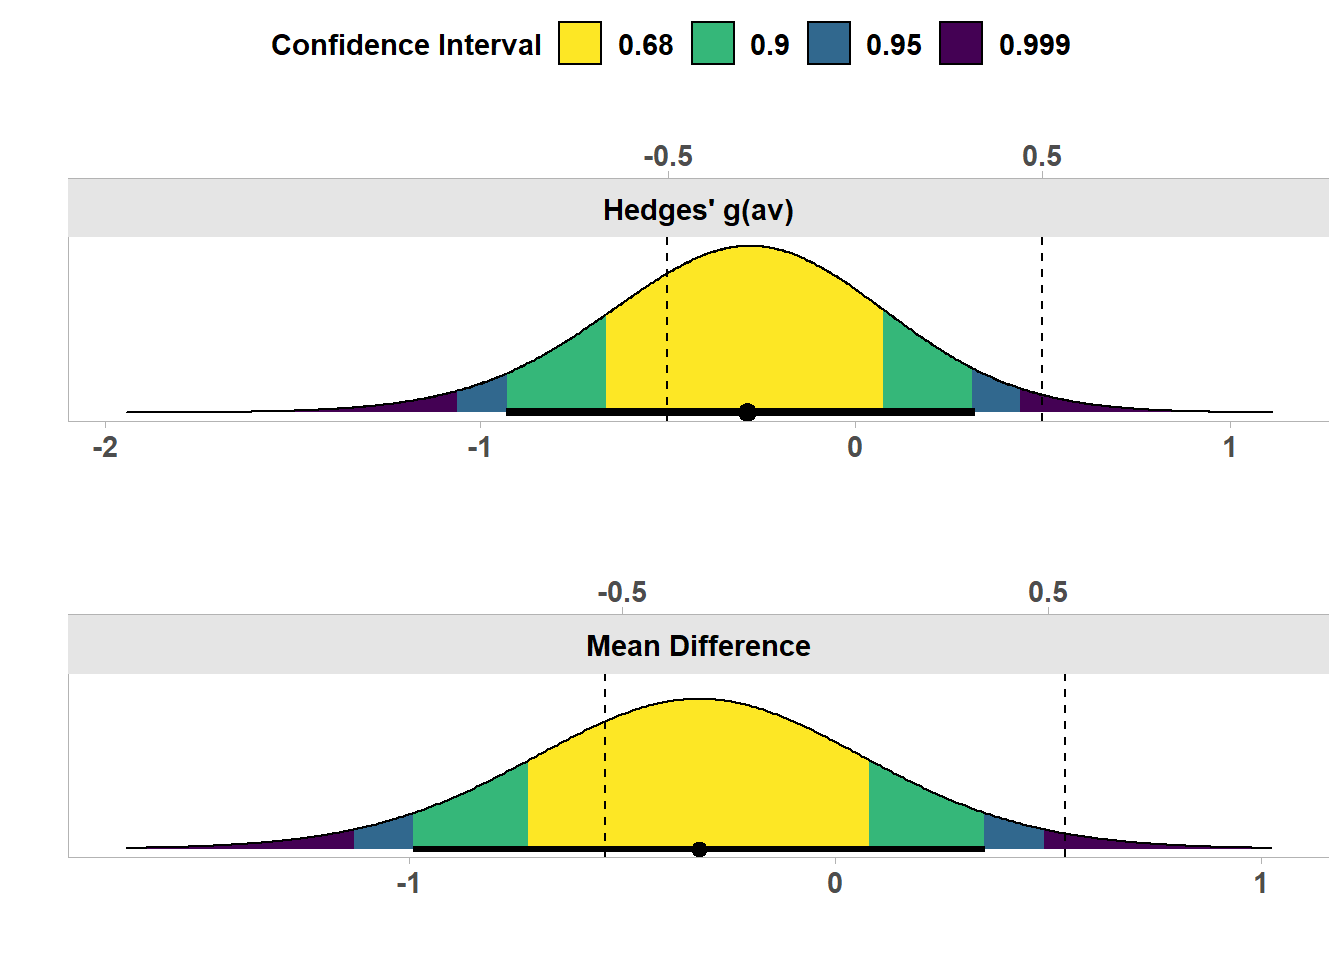 Confidence Interval 0.68 0.9 0.95 0.999
-0.5 0.5
Hedges' g(av)
-2 -1 0 1
-0.5 0.5
Mean Difference
-1 0 1